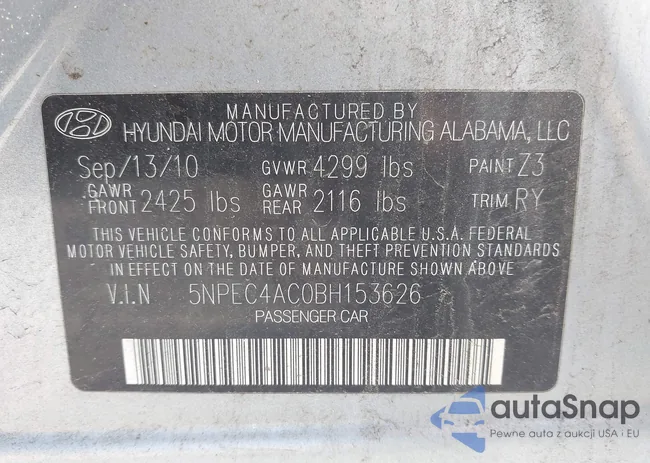 MANUFACTURED BY
HYUNDAI MOTOR MANUFACTURING ALABAMA, LLC
Sep/13/10 GVWR 4299 lbs PAINT Z3
GAWR FRONT 2425 lbs GAWR REAR 2116 lbs TRIM RY
THIS VEHICLE CONFORMS TO ALL APPLICABLE U.S.A. FEDERAL
MOTOR VEHICLE SAFETY, BUMPER, AND THEFT PREVENTION STANDARDS
IN EFFECT ON THE DATE OF MANUFACTURE SHOWN ABOVE
V.I.N 5NPEC4AC0BH153626
PASSENGER CAR
autoSnap
Pewne auta z aukcji USA i EU